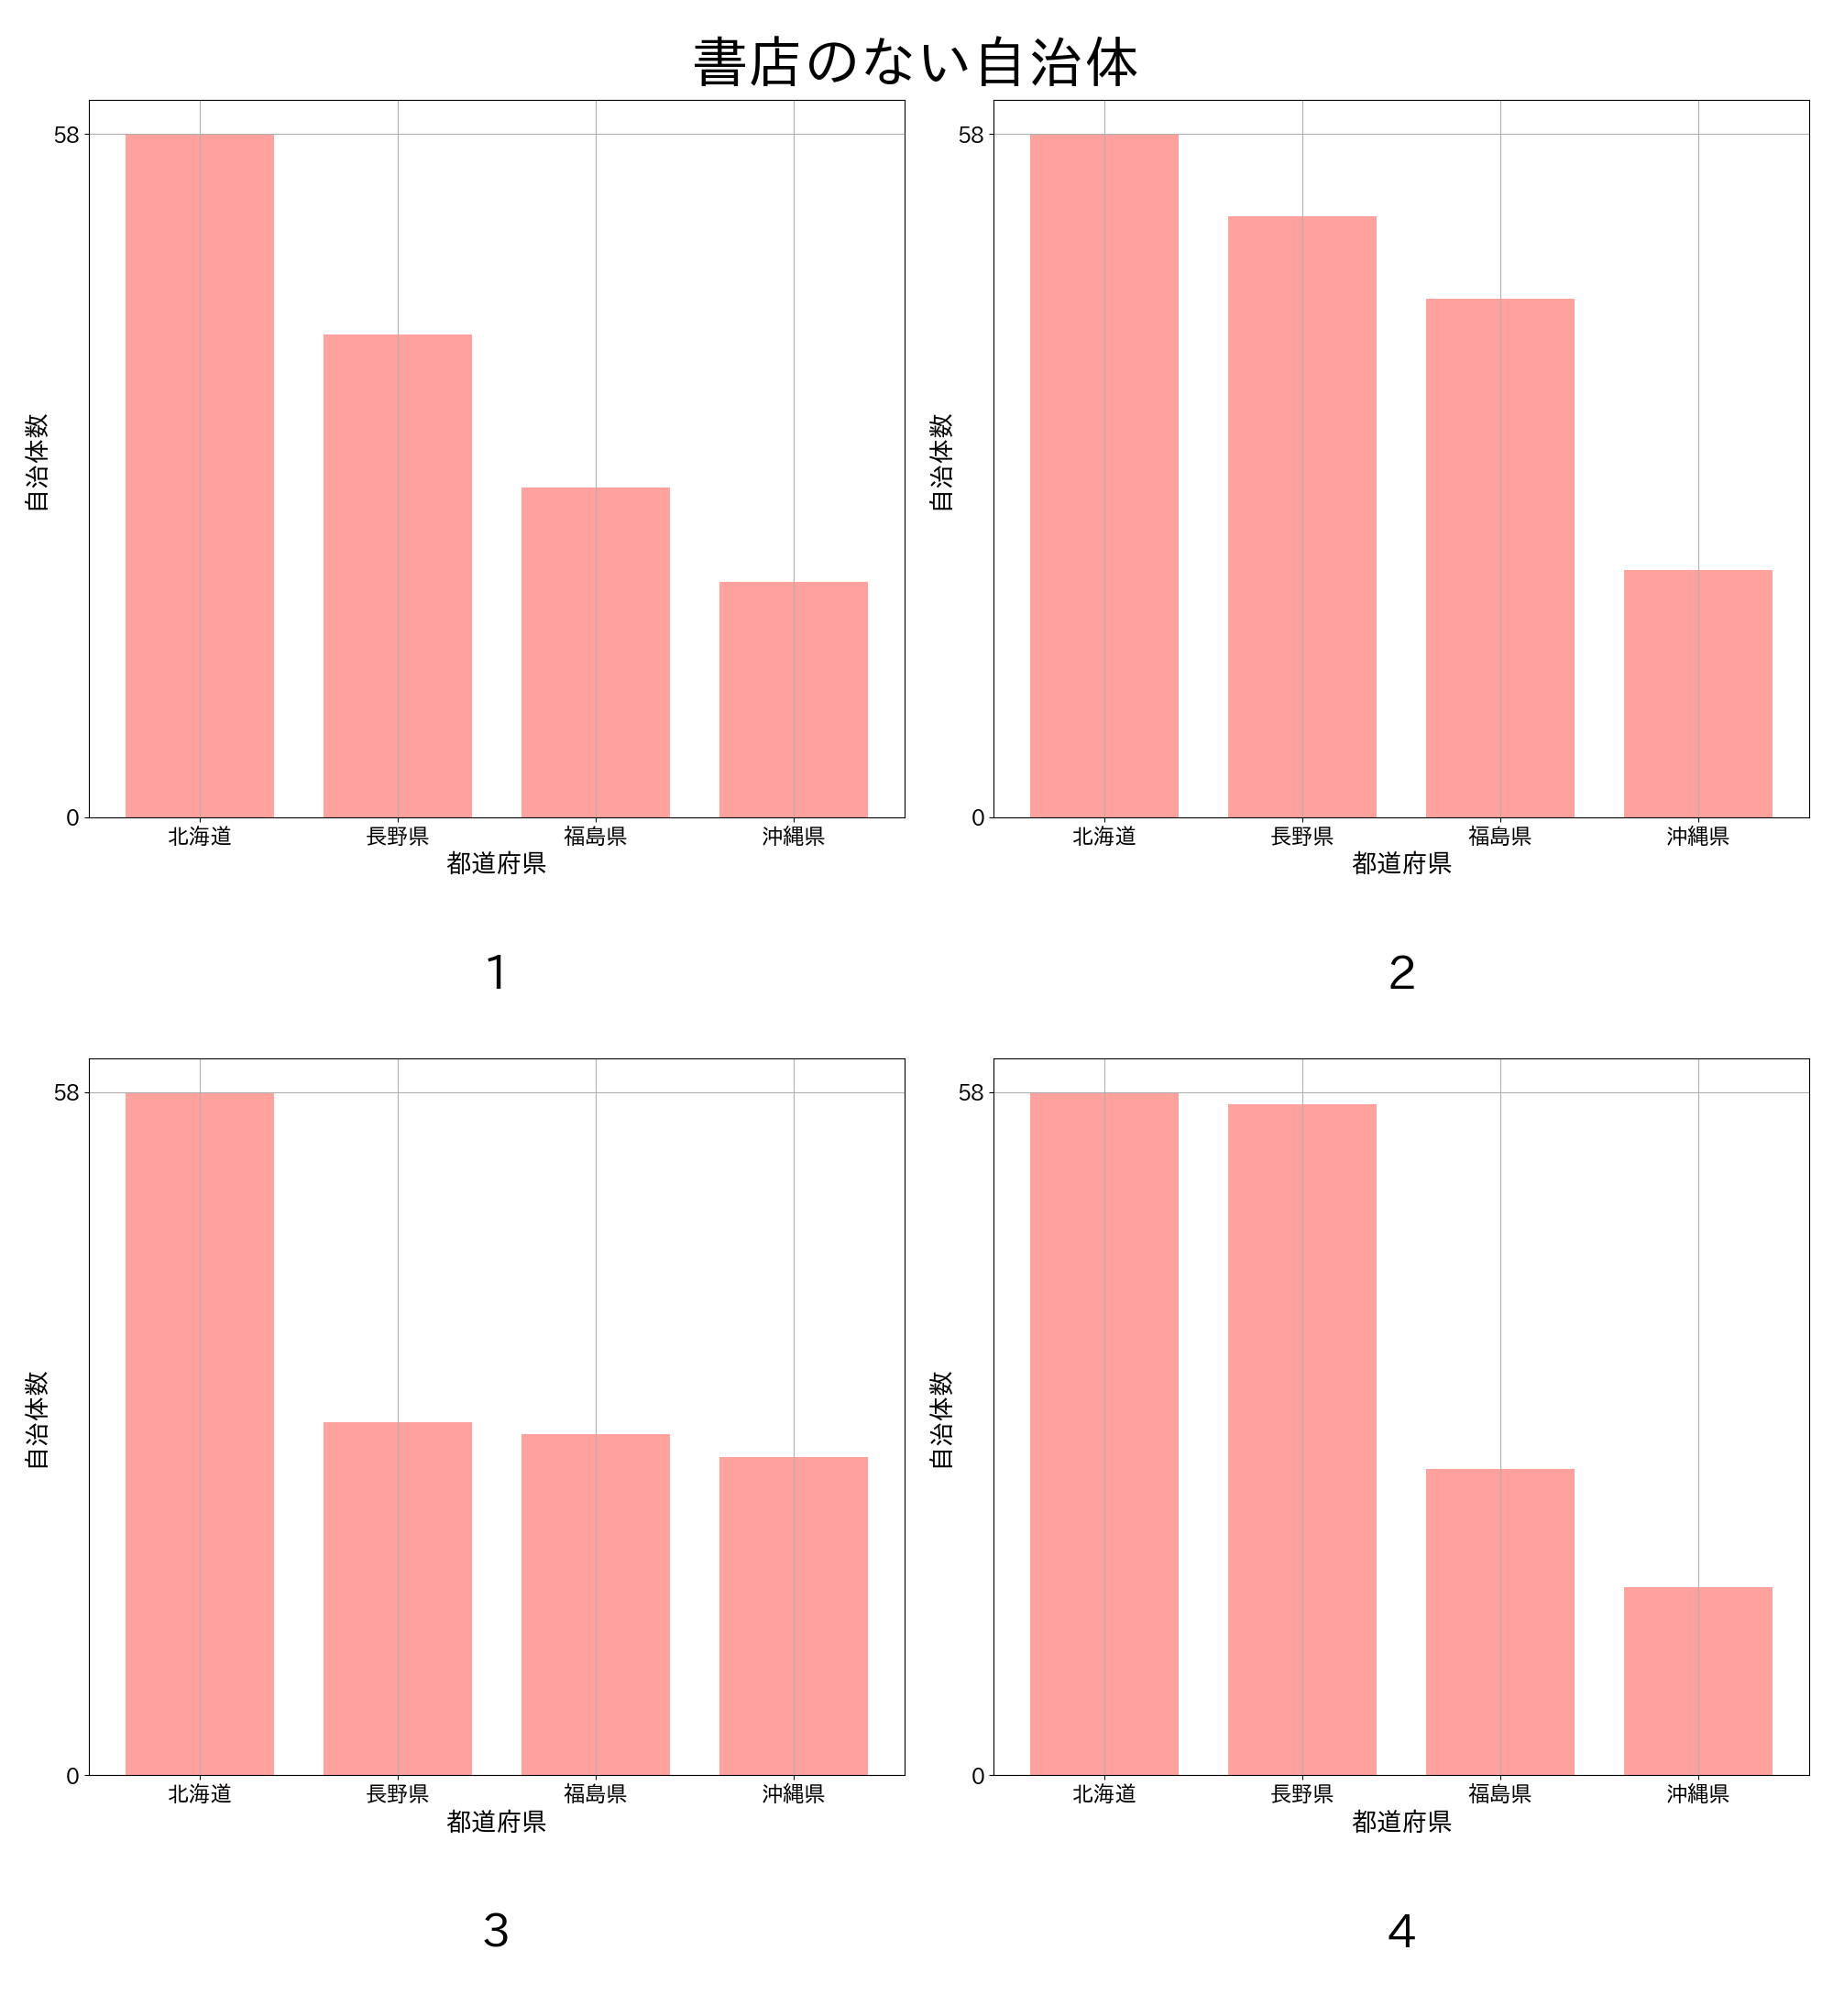 書店のない自治体
58
0
自治体数
北海道 長野県 福島県 沖縄県
都道府県
1
58
0
自治体数
北海道 長野県 福島県 沖縄県
都道府県
2
58
0
自治体数
北海道 長野県 福島県 沖縄県
都道府県
3
58
0
自治体数
北海道 長野県 福島県 沖縄県
都道府県
4